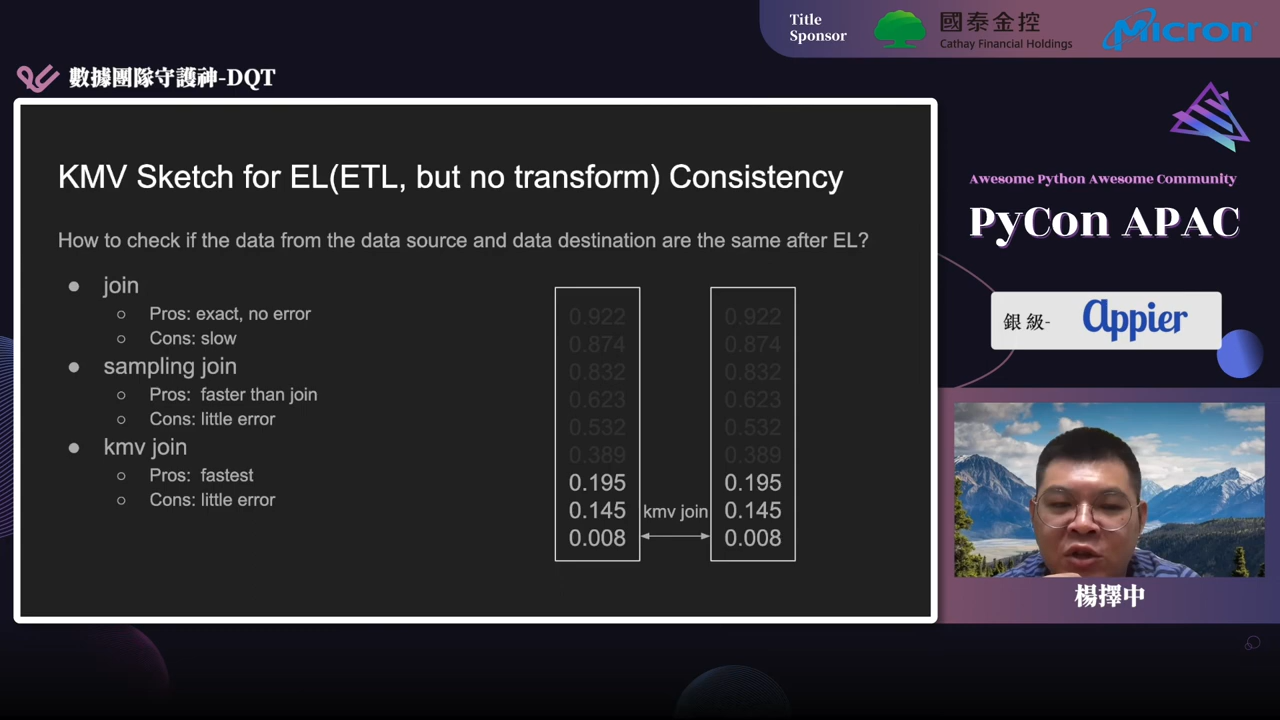 Title
Sponsor
國泰金控
Cathay Financial Holdings
Micron
數據團隊守護神-DQT
KMV Sketch for EL(ETL, but no transform) Consistency
How to check if the data from the data source and data destination are the same after EL?
● join
○ Pros: exact, no error
○ Cons: slow
● sampling join
○ Pros: faster than join
○ Cons: little error
● kmv join
○ Pros: fastest
○ Cons: little error
0.922 0.922
0.874 0.874
0.832 0.832
0.623 0.623
0.532 0.532
0.389 0.389
0.195 0.195
0.145 kmv join 0.145
0.008 0.008
Awesome Python Awesome Community
PyCon APAC
銀級- Appier
楊擇中